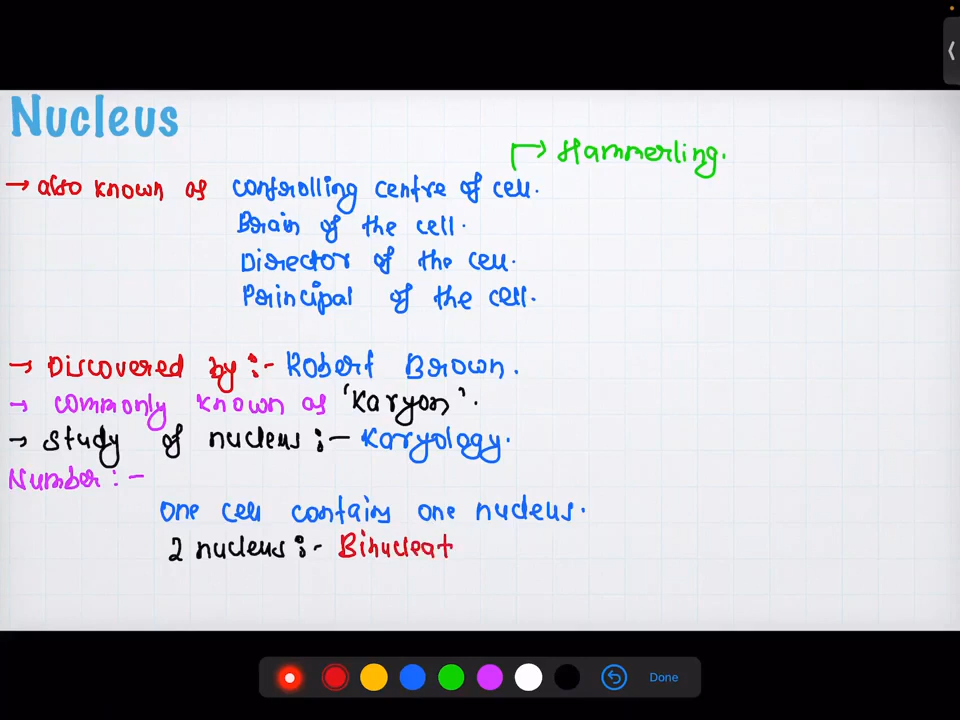 Nucleus
→ Hammerling.
→ also known as controlling centre of cell.
Brain of the cell.
Director of the cell.
Principal of the cell.
→ Discovered by :- Robert Brown.
→ commonly known as 'Karyon'.
→ study of nucleus :- Karyology.
Number :-
One cell contains one nucleus.
2 nucleus :- Binucleat
Done